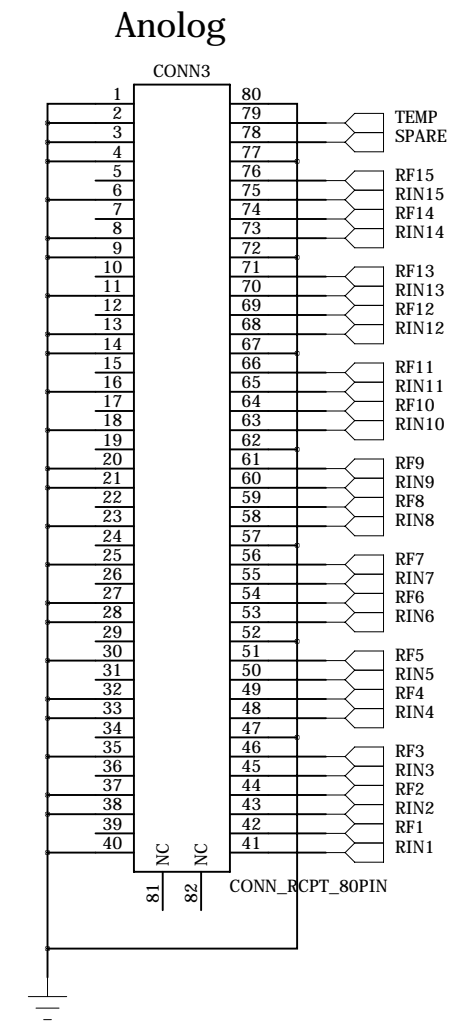 Anolog
CONN3
1 80
2 79 TEMP
3 78 SPARE
4 77
5 76 RF15
6 75 RIN15
7 74 RF14
8 73 RIN14
9 72
10 71 RF13
11 70 RIN13
12 69 RF12
13 68 RIN12
14 67
15 66 RF11
16 65 RIN11
17 64 RF10
18 63 RIN10
19 62
20 61 RF9
21 60 RIN9
22 59 RF8
23 58 RIN8
24 57
25 56 RF7
26 55 RIN7
27 54 RF6
28 53 RIN6
29 52
30 51 RF5
31 50 RIN5
32 49 RF4
33 48 RIN4
34 47
35 46 RF3
36 45 RIN3
37 44 RF2
38 43 RIN2
39 42 RF1
40 41 RIN1
NC NC
81 82
CONN_RCPT_80PIN